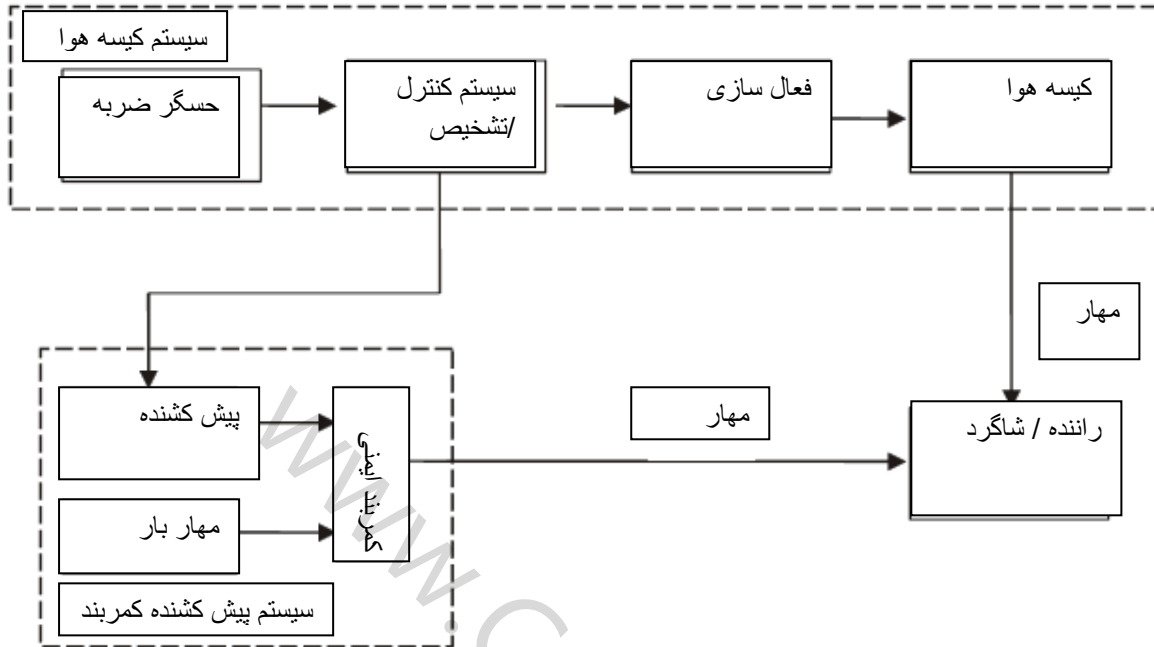 سیستم کیسه هوا
حسگر ضربه
سیستم کنترل
/تشخیص
فعال سازی
کیسه هوا
مهار
پیش کشنده
کمربند ایمنی
مهار
راننده / شاگرد
مهار بار
سیستم پیش کشنده کمربند
www.C